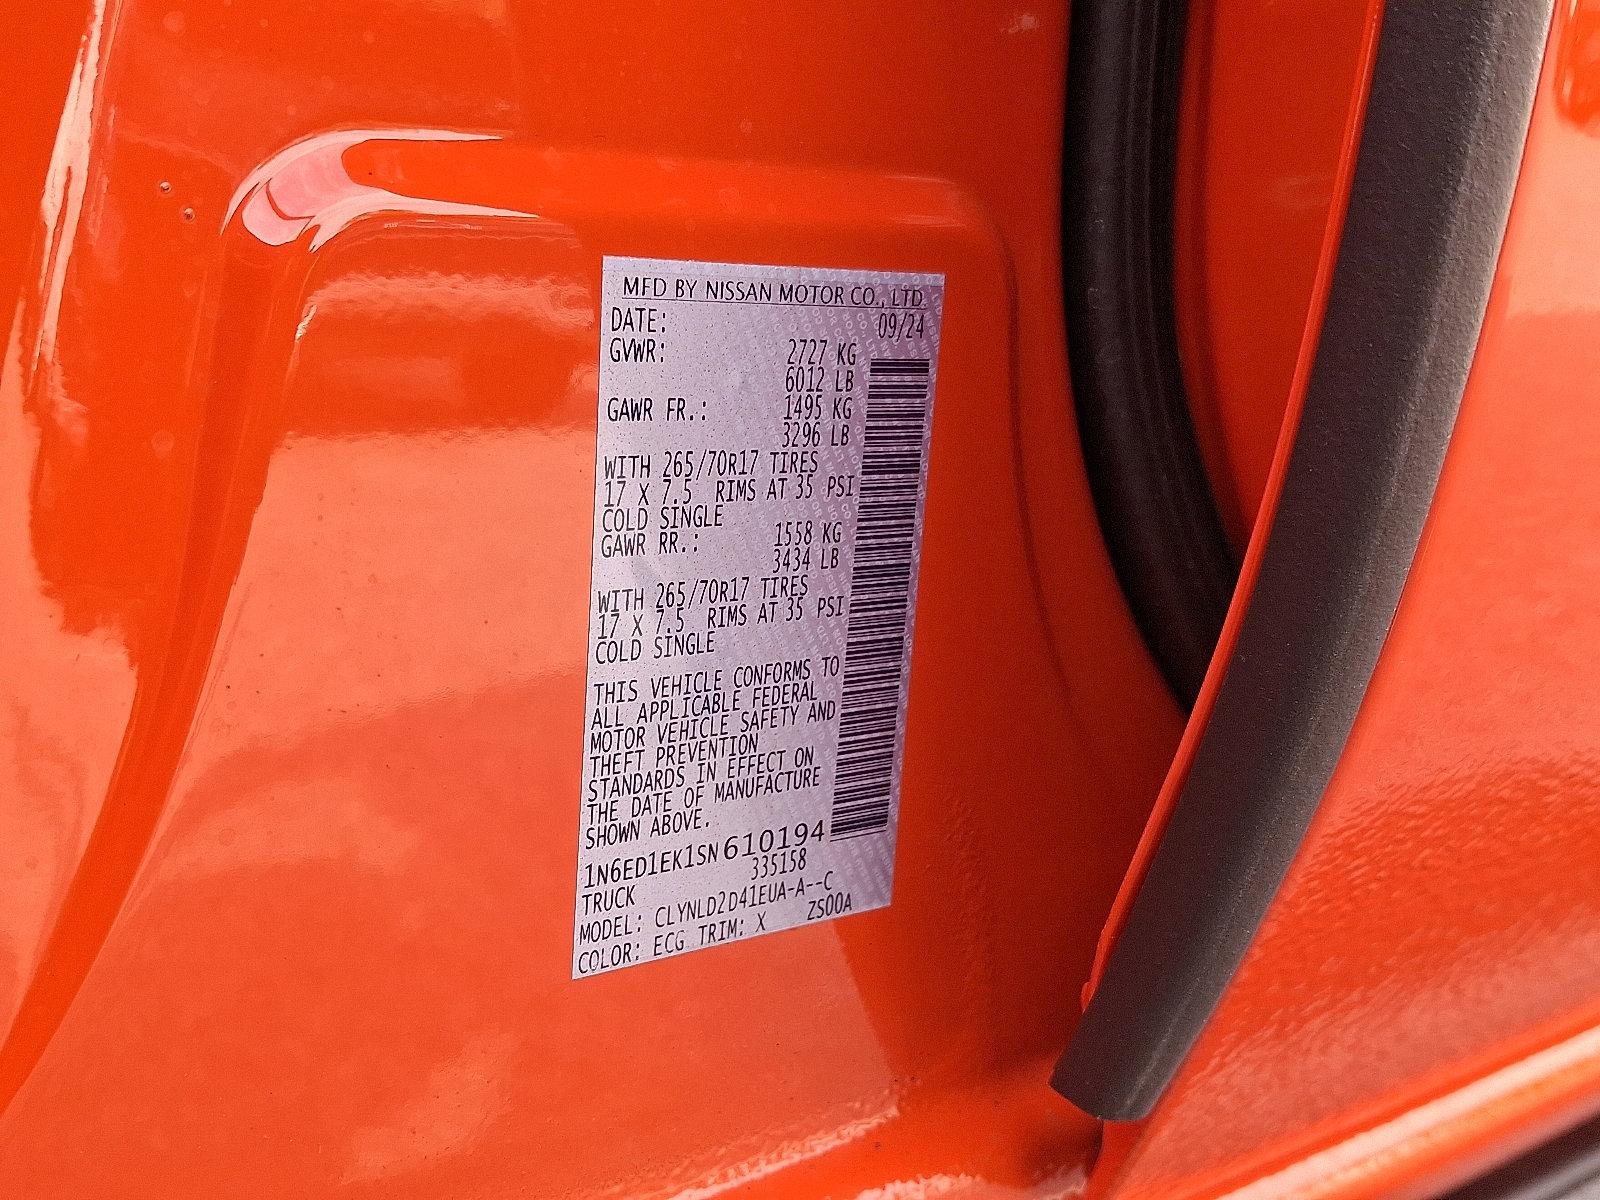 MFD BY NISSAN MOTOR CO., LTD.
DATE: 09/24
GVWR: 2727 KG
6012 LB
GAWR FR.: 1495 KG
3296 LB
WITH 265/70R17 TIRES
17 X 7.5 RIMS AT 35 PSI
COLD SINGLE
GAWR RR.: 1558 KG
3434 LB
WITH 265/70R17 TIRES
17 X 7.5 RIMS AT 35 PSI
COLD SINGLE
THIS VEHICLE CONFORMS TO
ALL APPLICABLE FEDERAL
MOTOR VEHICLE SAFETY AND
THEFT PREVENTION
STANDARDS IN EFFECT ON
THE DATE OF MANUFACTURE
SHOWN ABOVE.
1N6ED1EK1SN610194
TRUCK 335158
MODEL: CLYNLD2D41EUA-A--C
COLOR: ECG TRIM: X ZS00A